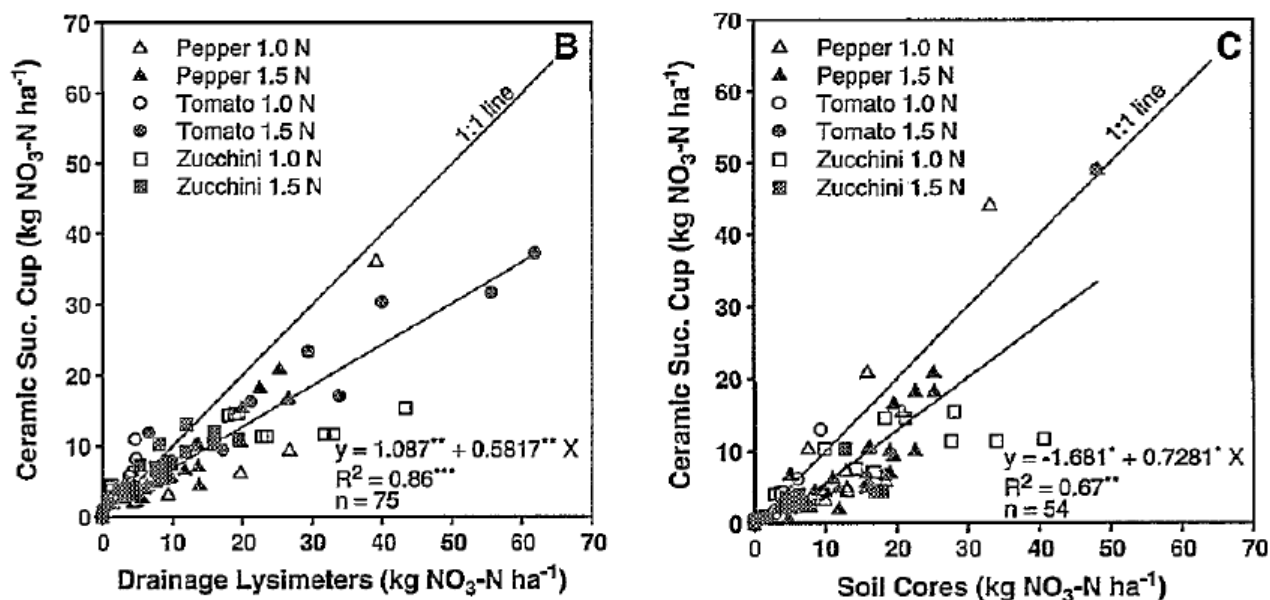 B
70
60
50
40
30
20
10
0
Ceramic Suc. Cup (kg NO₃-N ha⁻¹)
Pepper 1.0 N
Pepper 1.5 N
Tomato 1.0 N
Tomato 1.5 N
Zucchini 1.0 N
Zucchini 1.5 N
1:1 line
y = 1.087** + 0.5817** X
R² = 0.86***
n = 75
0 10 20 30 40 50 60 70
Drainage Lysimeters (kg NO₃-N ha⁻¹)
C
70
60
50
40
30
20
10
0
Ceramic Suc. Cup (kg NO₃-N ha⁻¹)
Pepper 1.0 N
Pepper 1.5 N
Tomato 1.0 N
Tomato 1.5 N
Zucchini 1.0 N
Zucchini 1.5 N
1:1 line
y = -1.681* + 0.7281* X
R² = 0.67**
n = 54
0 10 20 30 40 50 60 70
Soil Cores (kg NO₃-N ha⁻¹)